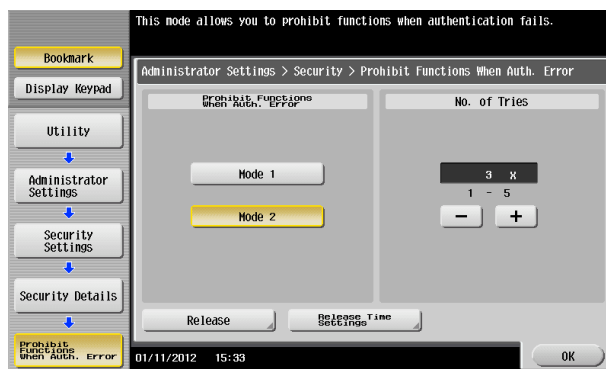 This mode allows you to prohibit functions when authentication fails.
Bookmark
Display Keypad
Utility
Administrator
Settings
Security
Settings
Security Details
Prohibit
Functions
When Auth. Error
Administrator Settings > Security > Prohibit Functions When Auth. Error
Prohibit Functions
When Auth. Error
Mode 1
Mode 2
No. of Tries
3 X
1 - 5
− +
Release
Release Time
Settings
01/11/2012 15:33
OK